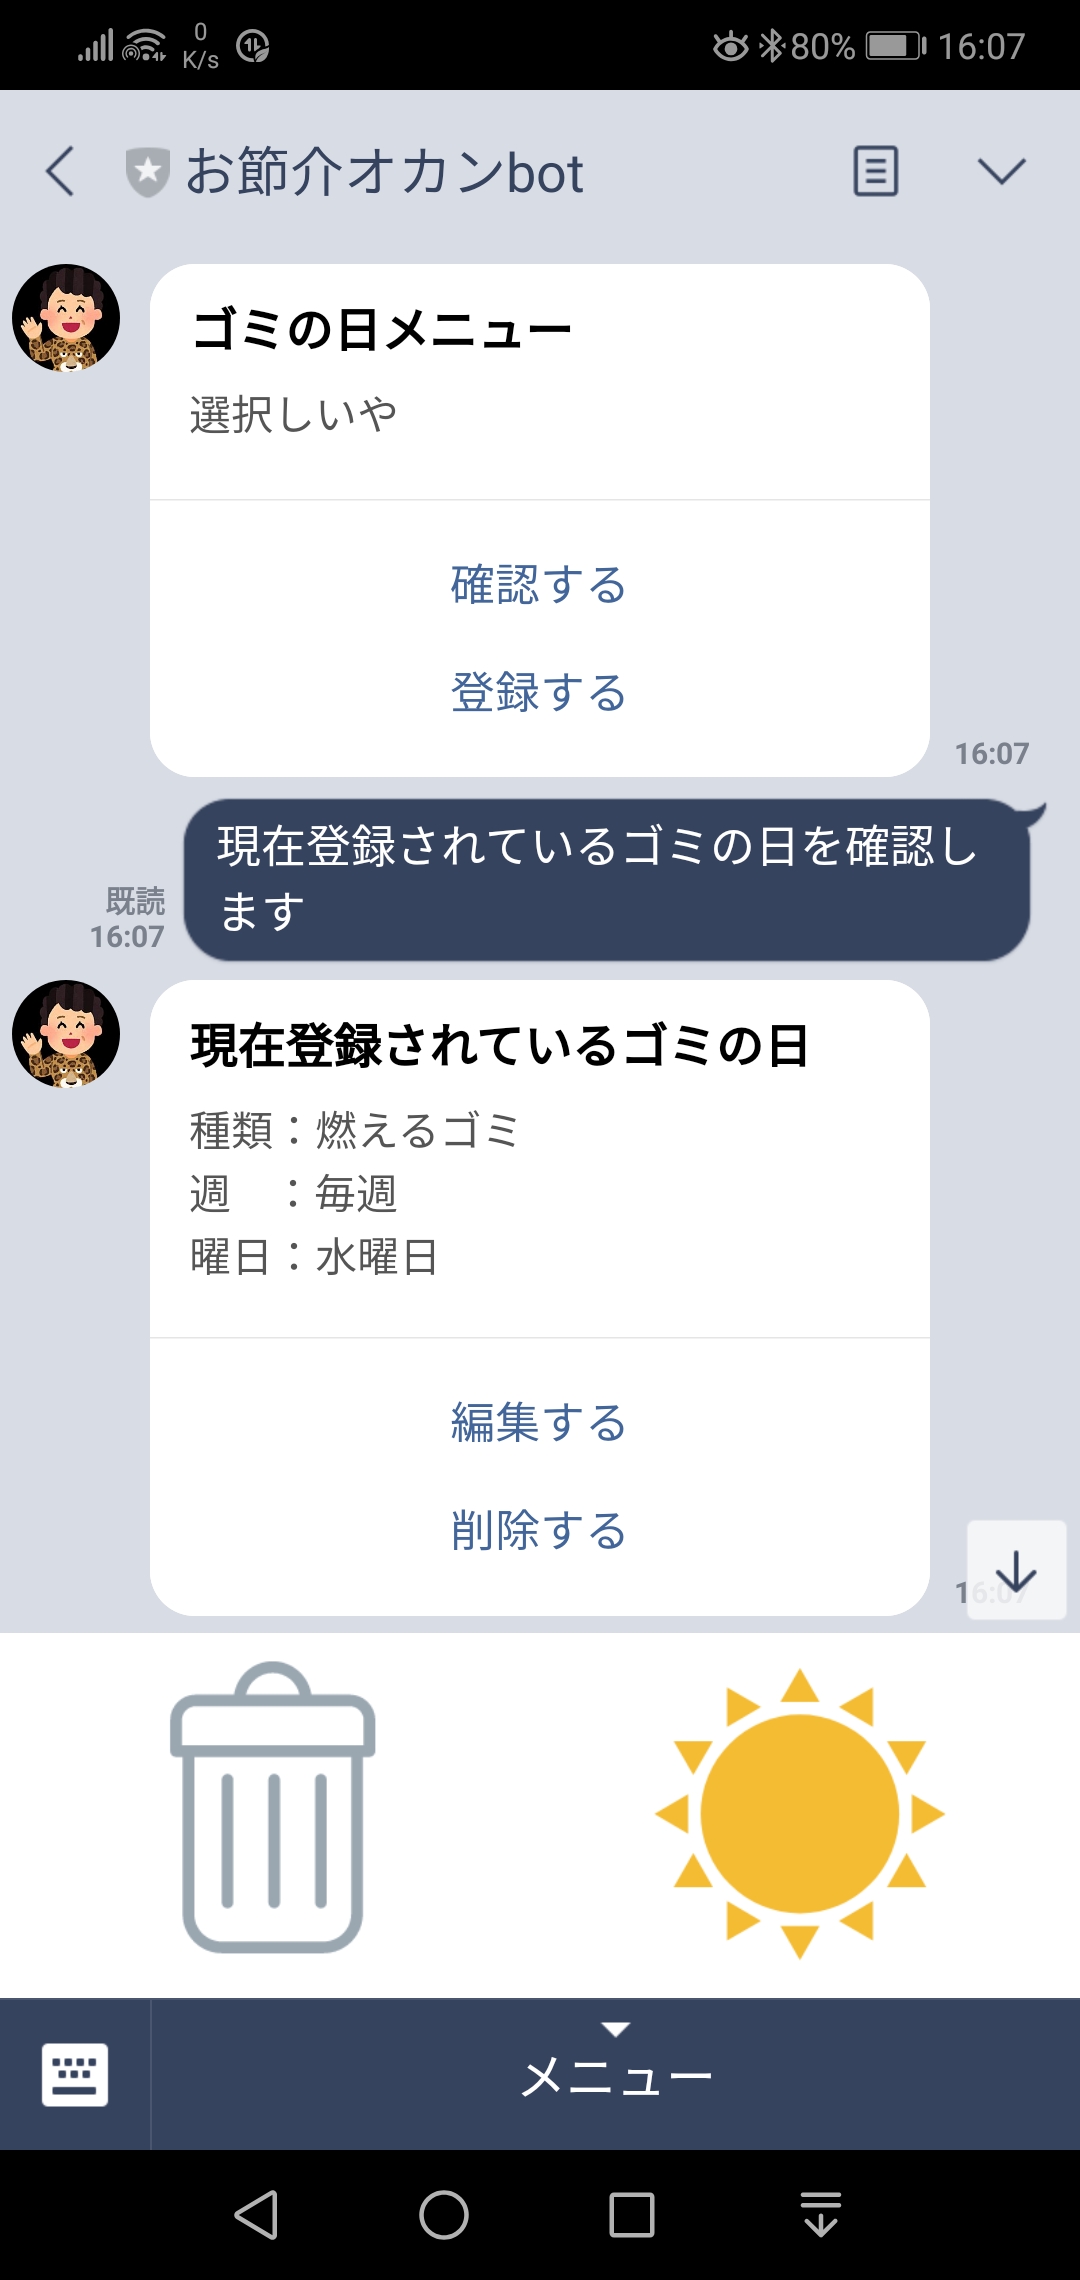 0
K/s
80%
16:07
お節介オカンbot
ゴミの日メニュー
選択しいや
確認する
登録する
16:07
現在登録されているゴミの日を確認し
ます
既読
16:07
現在登録されているゴミの日
種類：燃えるゴミ
週　：毎週
曜日：水曜日
編集する
削除する
16:07
メニュー